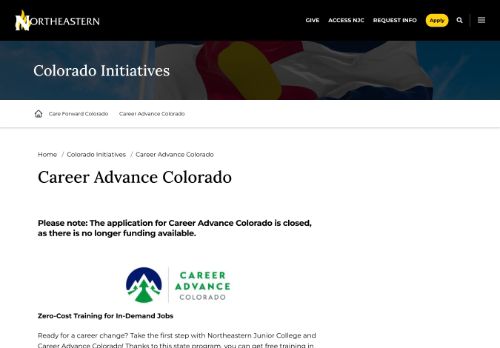 NORTHEASTERN
GIVE ACCESS NJC REQUEST INFO Apply
Colorado Initiatives
Care Forward Colorado Career Advance Colorado
Home / Colorado Initiatives / Career Advance Colorado
Career Advance Colorado
Please note: The application for Career Advance Colorado is closed,
as there is no longer funding available.
CAREER
ADVANCE
COLORADO
Zero-Cost Training for In-Demand Jobs
Ready for a career change? Take the first step with Northeastern Junior College and
Career Advance Colorado! Thanks to this state program, you can get free training in